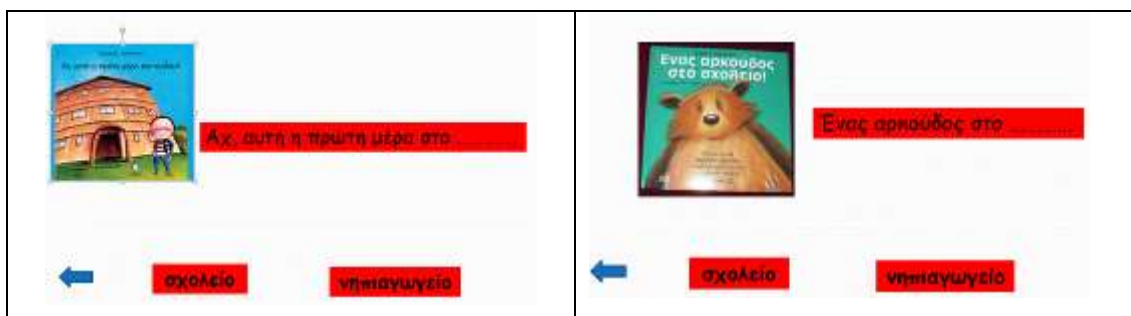 Αχ, αυτή η πρώτη μέρα στο ..........
σχολείο
νηπιαγωγείο
Ένας αρκούδος
στο σχολείο!
Ένας αρκούδος στο ..........
σχολείο
νηπιαγωγείο